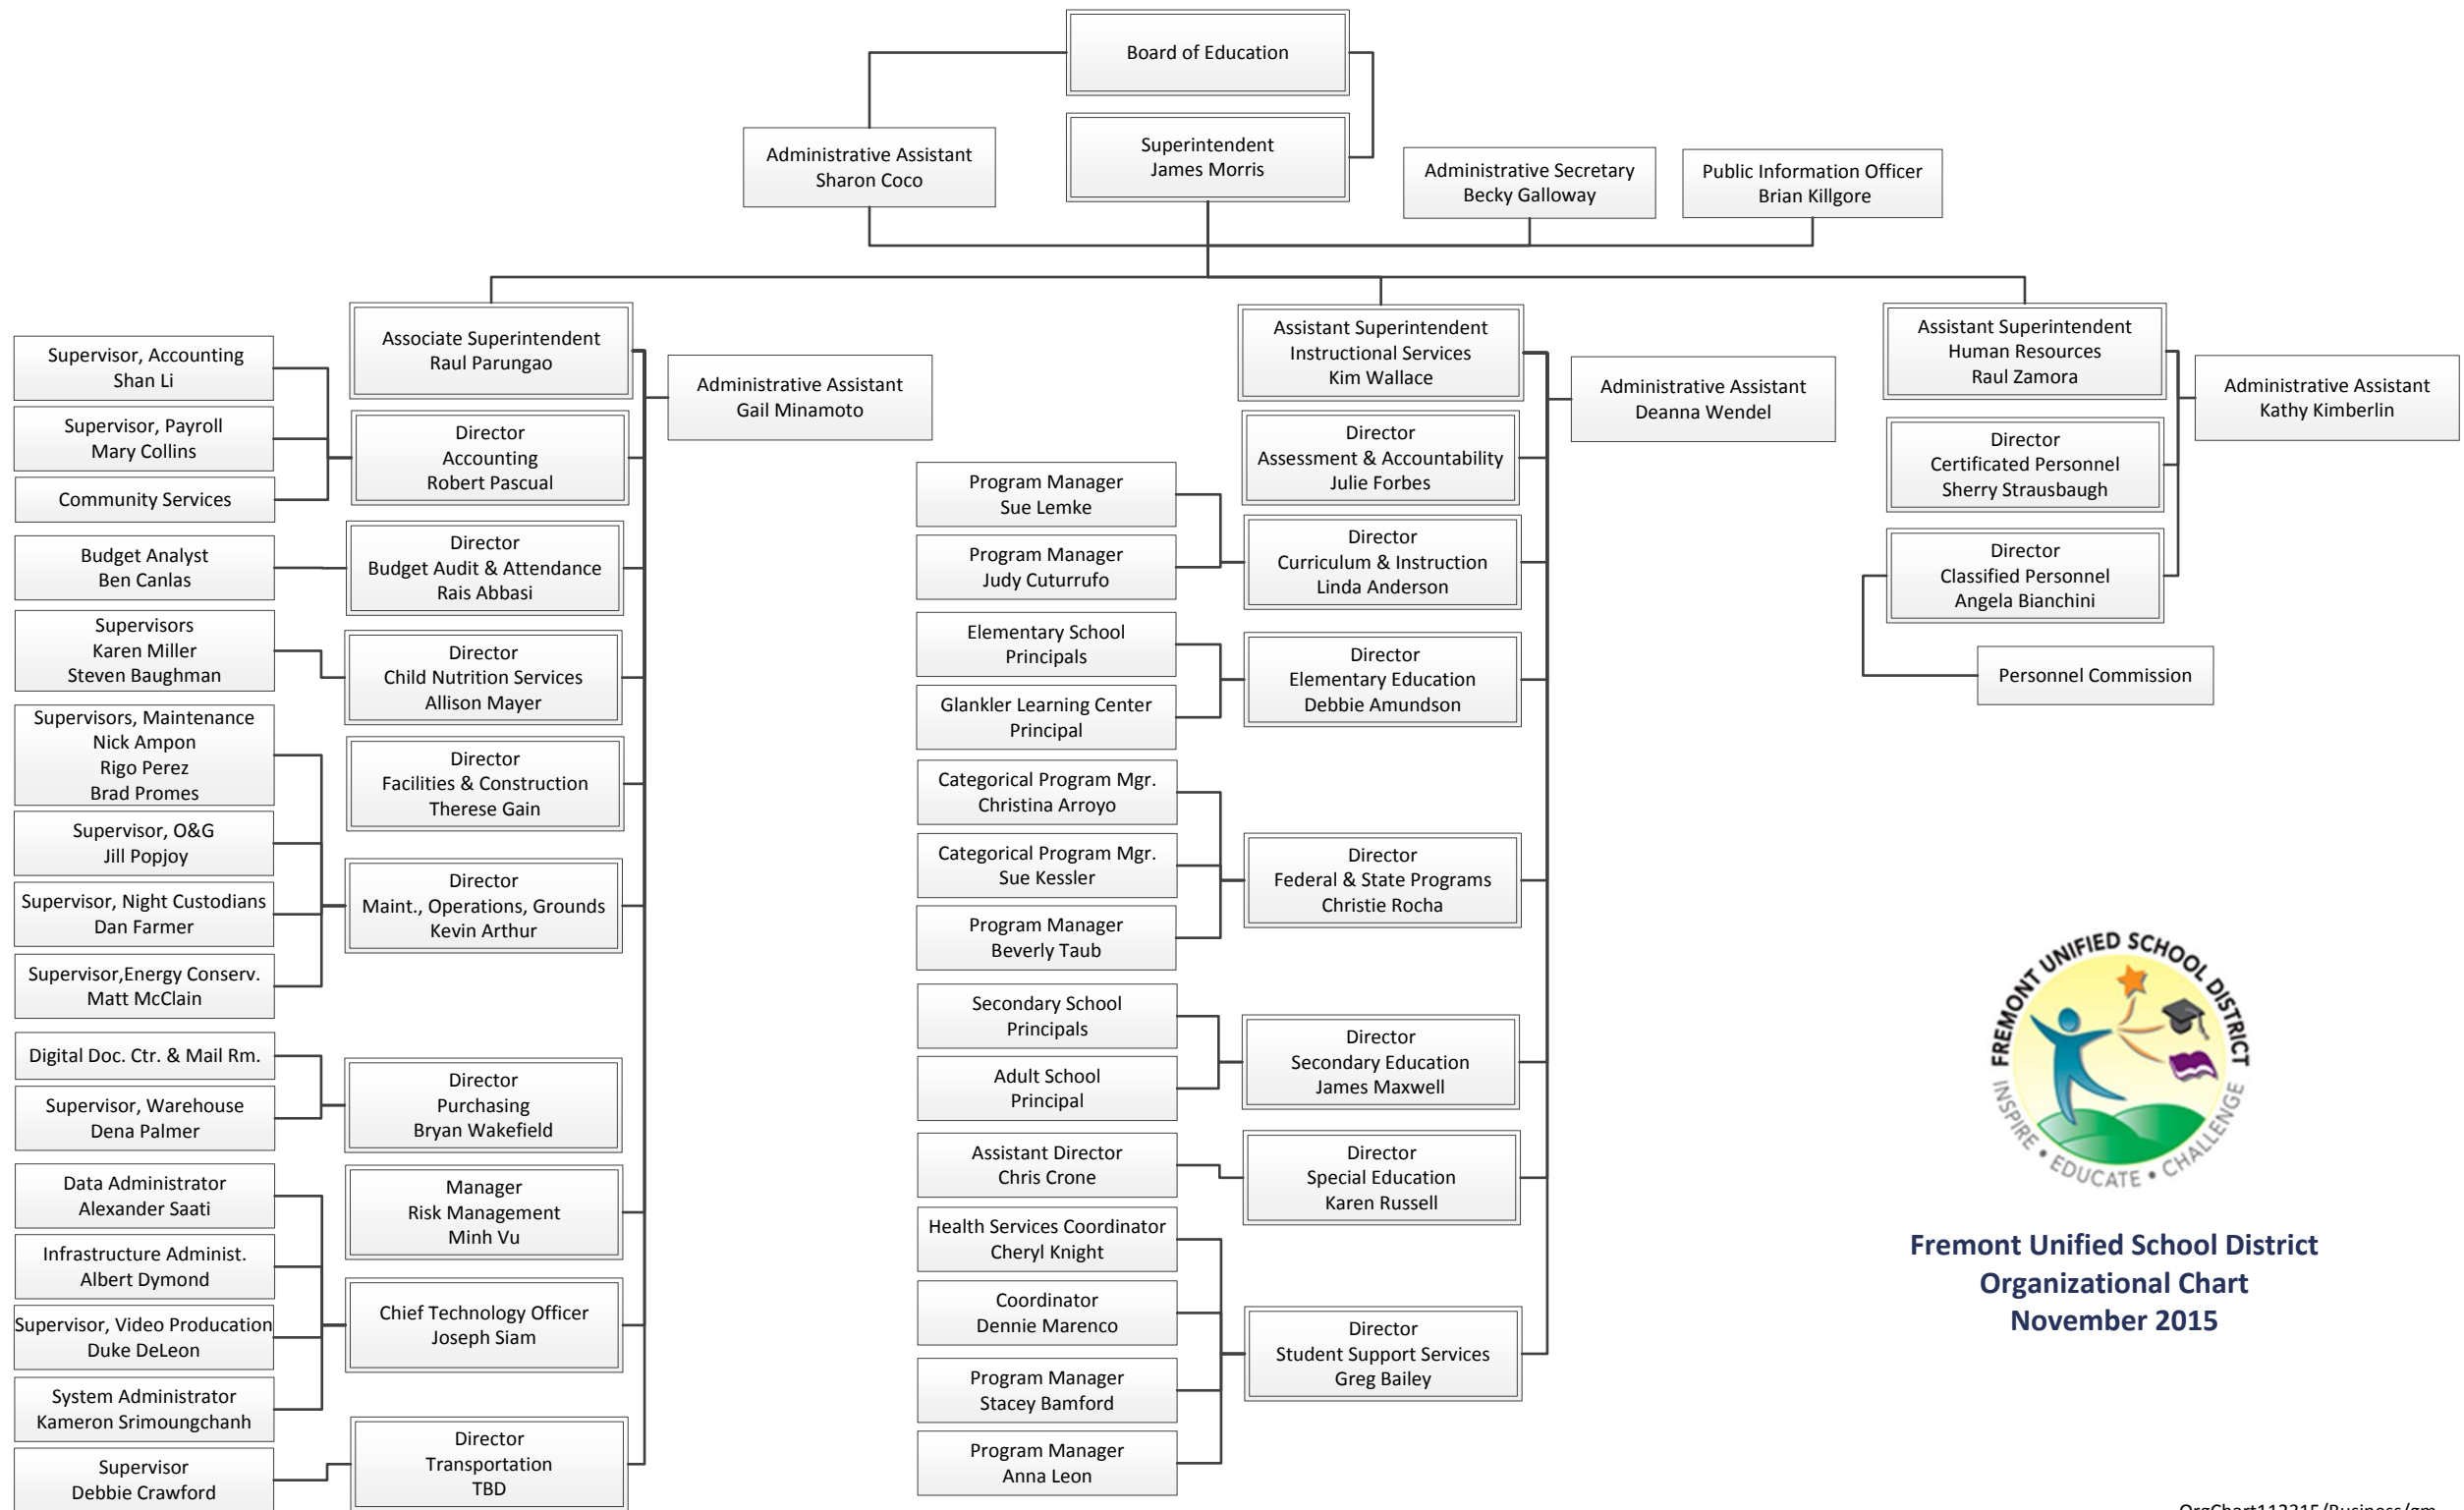 Board of Education
Superintendent
James Morris
Administrative Assistant
Sharon Coco
Administrative Secretary
Becky Galloway
Public Information Officer
Brian Killgore
Associate Superintendent
Raul Parungao
Administrative Assistant
Gail Minamoto
Supervisor, Accounting
Shan Li
Supervisor, Payroll
Mary Collins
Community Services
Director
Accounting
Robert Pascual
Budget Analyst
Ben Canlas
Director
Budget Audit & Attendance
Rais Abbasi
Supervisors
Karen Miller
Steven Baughman
Director
Child Nutrition Services
Allison Mayer
Director
Facilities & Construction
Therese Gain
Supervisors, Maintenance
Nick Ampon
Rigo Perez
Brad Promes
Supervisor, O&G
Jill Popjoy
Supervisor, Night Custodians
Dan Farmer
Supervisor,Energy Conserv.
Matt McClain
Director
Maint., Operations, Grounds
Kevin Arthur
Digital Doc. Ctr. & Mail Rm.
Supervisor, Warehouse
Dena Palmer
Director
Purchasing
Bryan Wakefield
Manager
Risk Management
Minh Vu
Data Administrator
Alexander Saati
Infrastructure Administ.
Albert Dymond
Supervisor, Video Producation
Duke DeLeon
System Administrator
Kameron Srimoungchanh
Chief Technology Officer
Joseph Siam
Supervisor
Debbie Crawford
Director
Transportation
TBD
Assistant Superintendent
Instructional Services
Kim Wallace
Administrative Assistant
Deanna Wendel
Director
Assessment & Accountability
Julie Forbes
Program Manager
Sue Lemke
Program Manager
Judy Cuturrufo
Director
Curriculum & Instruction
Linda Anderson
Elementary School
Principals
Glankler Learning Center
Principal
Director
Elementary Education
Debbie Amundson
Categorical Program Mgr.
Christina Arroyo
Categorical Program Mgr.
Sue Kessler
Program Manager
Beverly Taub
Director
Federal & State Programs
Christie Rocha
Secondary School
Principals
Adult School
Principal
Director
Secondary Education
James Maxwell
Assistant Director
Chris Crone
Director
Special Education
Karen Russell
Health Services Coordinator
Cheryl Knight
Coordinator
Dennie Marenco
Program Manager
Stacey Bamford
Program Manager
Anna Leon
Director
Student Support Services
Greg Bailey
Assistant Superintendent
Human Resources
Raul Zamora
Administrative Assistant
Kathy Kimberlin
Director
Certificated Personnel
Sherry Strausbaugh
Director
Classified Personnel
Angela Bianchini
Personnel Commission
FREMONT UNIFIED SCHOOL DISTRICT
INSPIRE • EDUCATE • CHALLENGE
Fremont Unified School District
Organizational Chart
November 2015